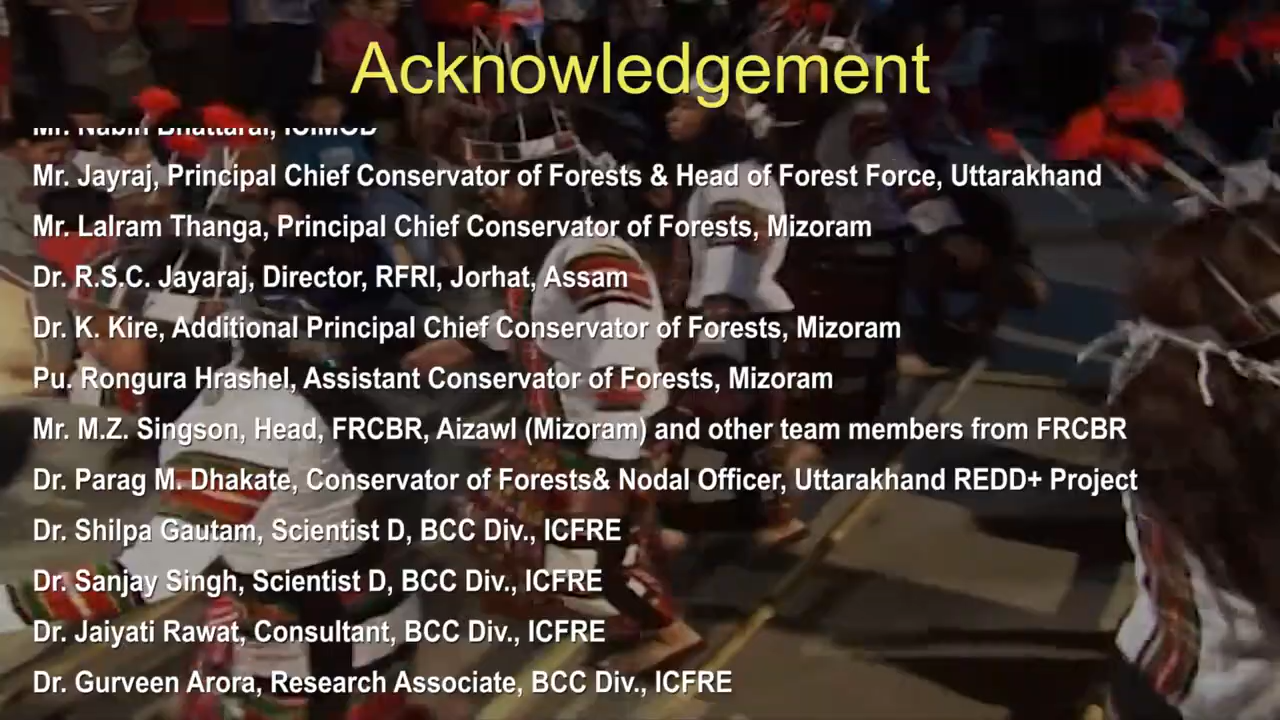 Acknowledgement
Mr. Nabin Bhattarai, ICIMOD
Mr. Jayraj, Principal Chief Conservator of Forests & Head of Forest Force, Uttarakhand
Mr. Lalram Thanga, Principal Chief Conservator of Forests, Mizoram
Dr. R.S.C. Jayaraj, Director, RFRI, Jorhat, Assam
Dr. K. Kire, Additional Principal Chief Conservator of Forests, Mizoram
Pu. Rongura Hrashel, Assistant Conservator of Forests, Mizoram
Mr. M.Z. Singson, Head, FRCBR, Aizawl (Mizoram) and other team members from FRCBR
Dr. Parag M. Dhakate, Conservator of Forests& Nodal Officer, Uttarakhand REDD+ Project
Dr. Shilpa Gautam, Scientist D, BCC Div., ICFRE
Dr. Sanjay Singh, Scientist D, BCC Div., ICFRE
Dr. Jaiyati Rawat, Consultant, BCC Div., ICFRE
Dr. Gurveen Arora, Research Associate, BCC Div., ICFRE